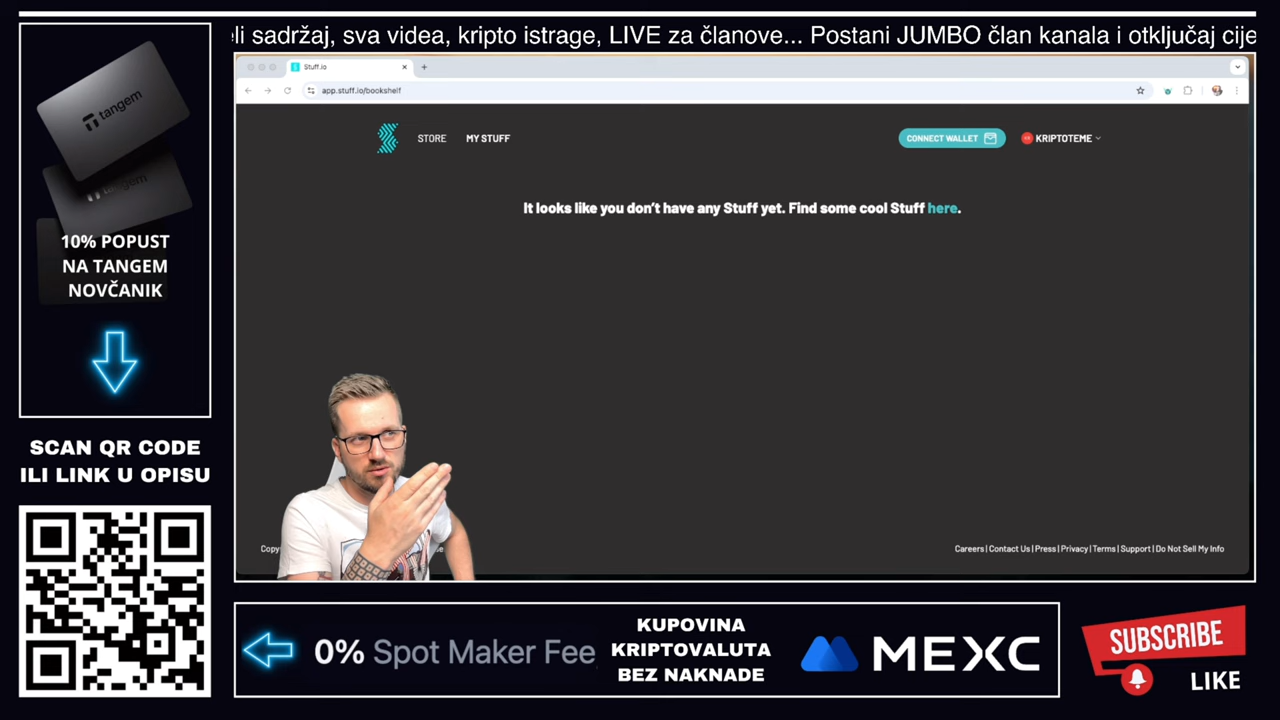 eli sadržaj, sva videa, kripto istrage, LIVE za članove... Postani JUMBO član kanala i otključaj cije
tangem
tangem
10% POPUST
NA TANGEM
NOVČANIK
SCAN QR CODE
ILI LINK U OPISU
Stuff.io
app.stuff.io/bookshelf
STORE
MY STUFF
CONNECT WALLET
KRIPTOTEME
It looks like you don't have any Stuff yet. Find some cool Stuff here.
Copy
Careers | Contact Us | Press | Privacy | Terms | Support | Do Not Sell My Info
0% Spot Maker Fee
KUPOVINA
KRIPTOVALUTA
BEZ NAKNADE
MEXC
SUBSCRIBE
LIKE